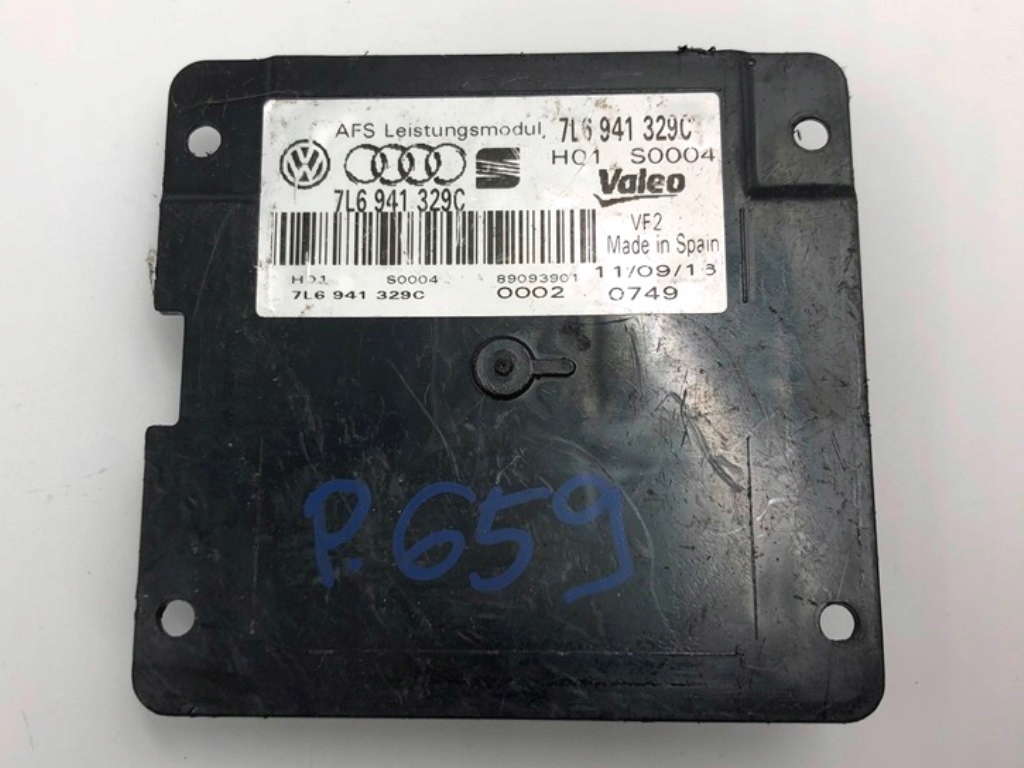 AFS Leistungsmodul, 7L6 941 329C
H01 S0004
7L6 941 329C
Valeo
VF2
Made in Spain
H01 S0004 89093901 11/09/13
7L6 941 329C 0002 0749
P.659